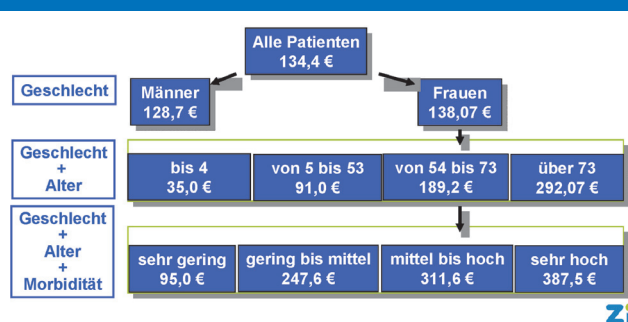 Alle Patienten
134,4 €
Geschlecht
Männer
128,7 €
Frauen
138,07 €
Geschlecht
+
Alter
bis 4
35,0 €
von 5 bis 53
91,0 €
von 54 bis 73
189,2 €
über 73
292,07 €
Geschlecht
+
Alter
+
Morbidität
sehr gering
95,0 €
gering bis mittel
247,6 €
mittel bis hoch
311,6 €
sehr hoch
387,5 €